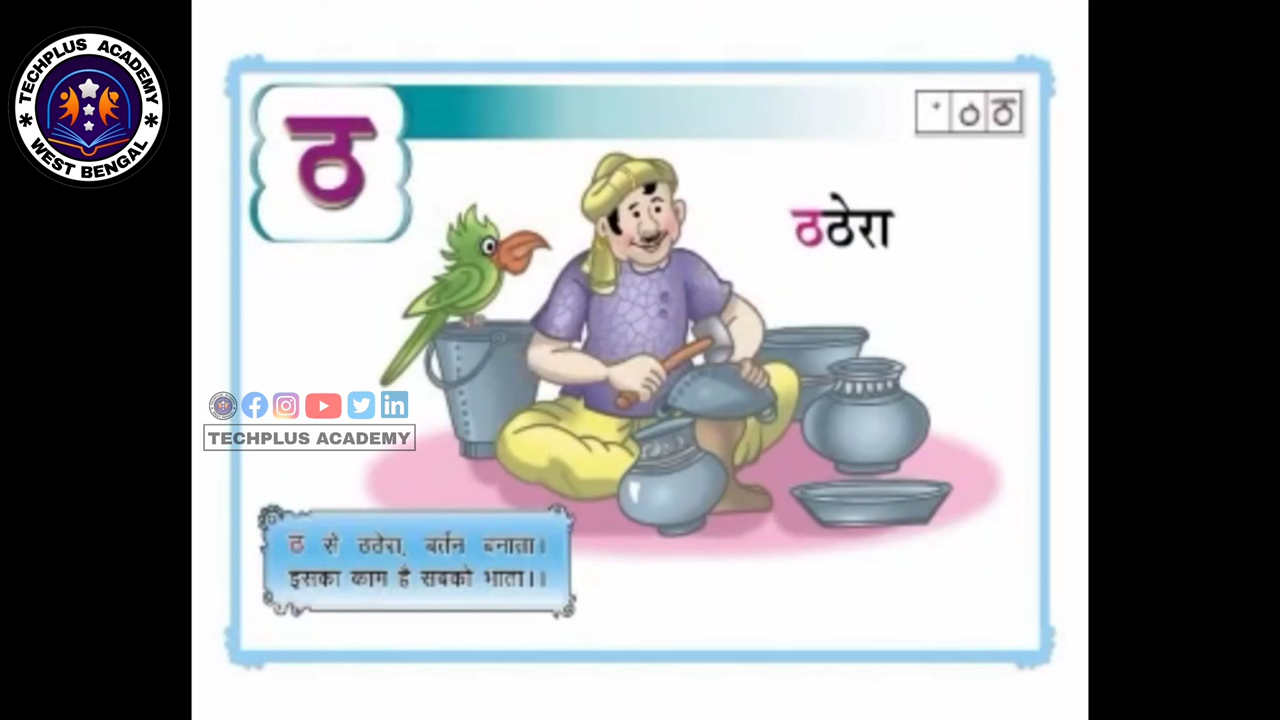 TECHPLUS ACADEMY
WEST BENGAL
ठ
ठ
ठठेरा
TECHPLUS ACADEMY
ठ से ठठेरा, बर्तन बनाता।
इसका काम है सबको भाता।।